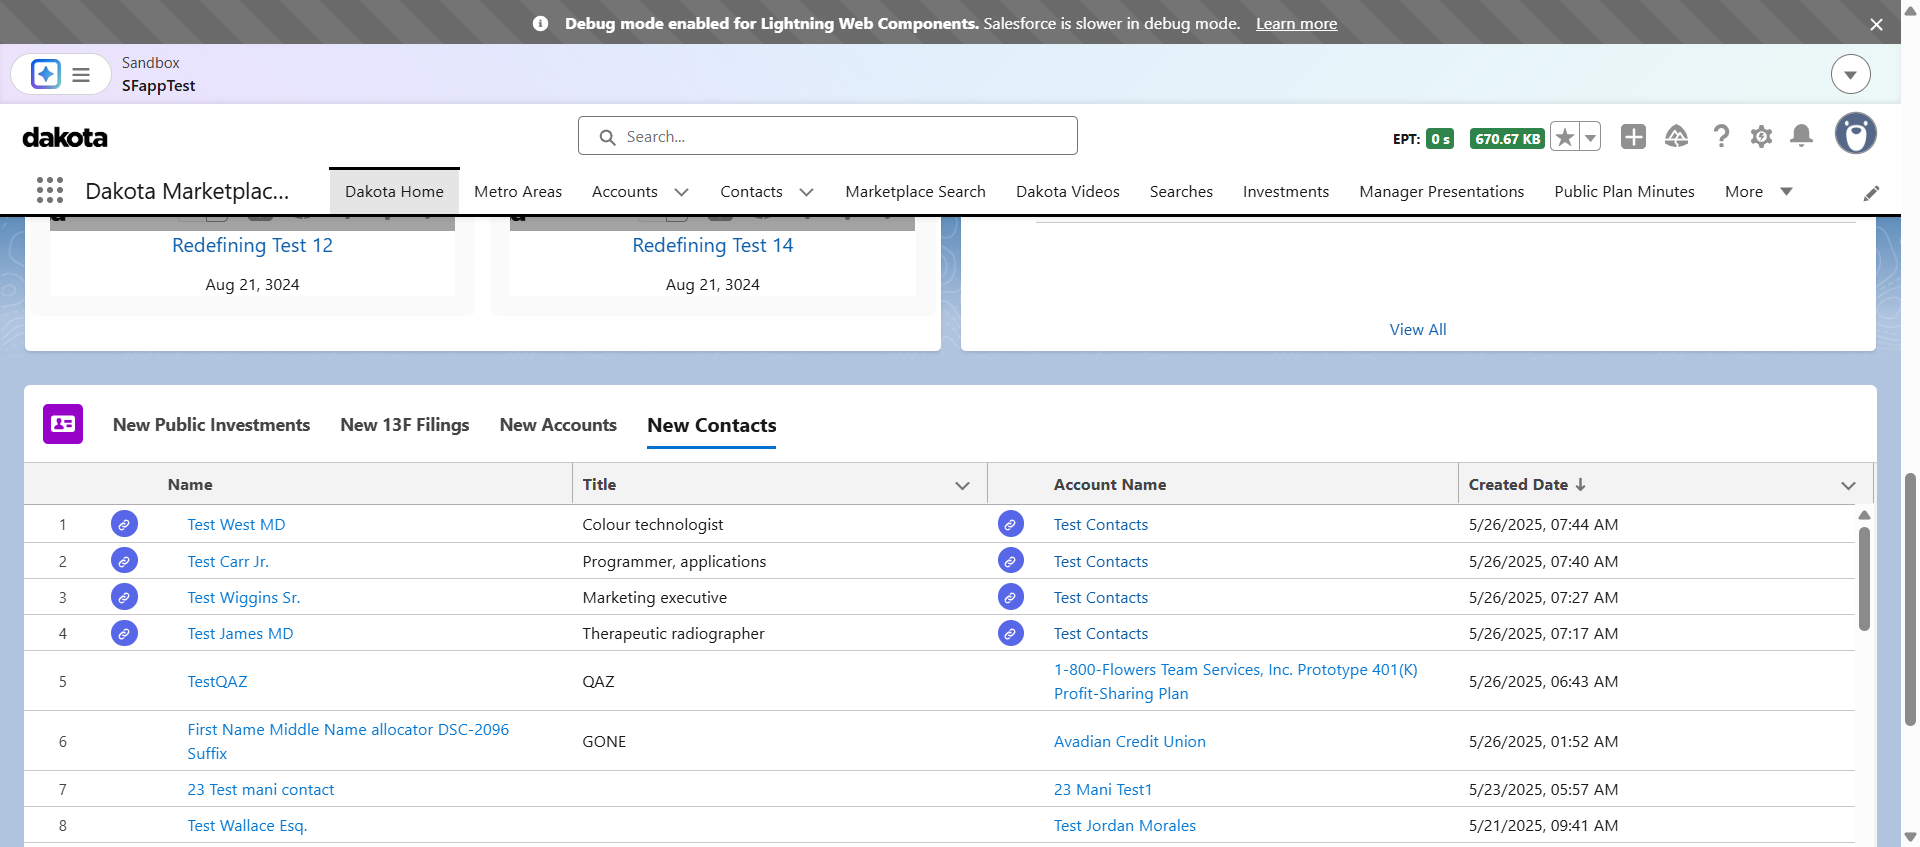 Debug mode enabled for Lightning Web Components. Salesforce is slower in debug mode. Learn more
Sandbox
SFappTest
dakota
Search...
EPT: 0 s 670.67 KB
Dakota Marketplac...
Dakota Home Metro Areas Accounts Contacts Marketplace Search Dakota Videos Searches Investments Manager Presentations Public Plan Minutes More
Redefining Test 12
Aug 21, 3024
Redefining Test 14
Aug 21, 3024
View All
New Public Investments New 13F Filings New Accounts New Contacts
Name Title Account Name Created Date
1 Test West MD Colour technologist Test Contacts 5/26/2025, 07:44 AM
2 Test Carr Jr. Programmer, applications Test Contacts 5/26/2025, 07:40 AM
3 Test Wiggins Sr. Marketing executive Test Contacts 5/26/2025, 07:27 AM
4 Test James MD Therapeutic radiographer Test Contacts 5/26/2025, 07:17 AM
5 TestQAZ QAZ 1-800-Flowers Team Services, Inc. Prototype 401(K)
Profit-Sharing Plan 5/26/2025, 06:43 AM
6 First Name Middle Name allocator DSC-2096
Suffix GONE Avadian Credit Union 5/26/2025, 01:52 AM
7 23 Test mani contact 23 Mani Test1 5/23/2025, 05:57 AM
8 Test Wallace Esq. Test Jordan Morales 5/21/2025, 09:41 AM